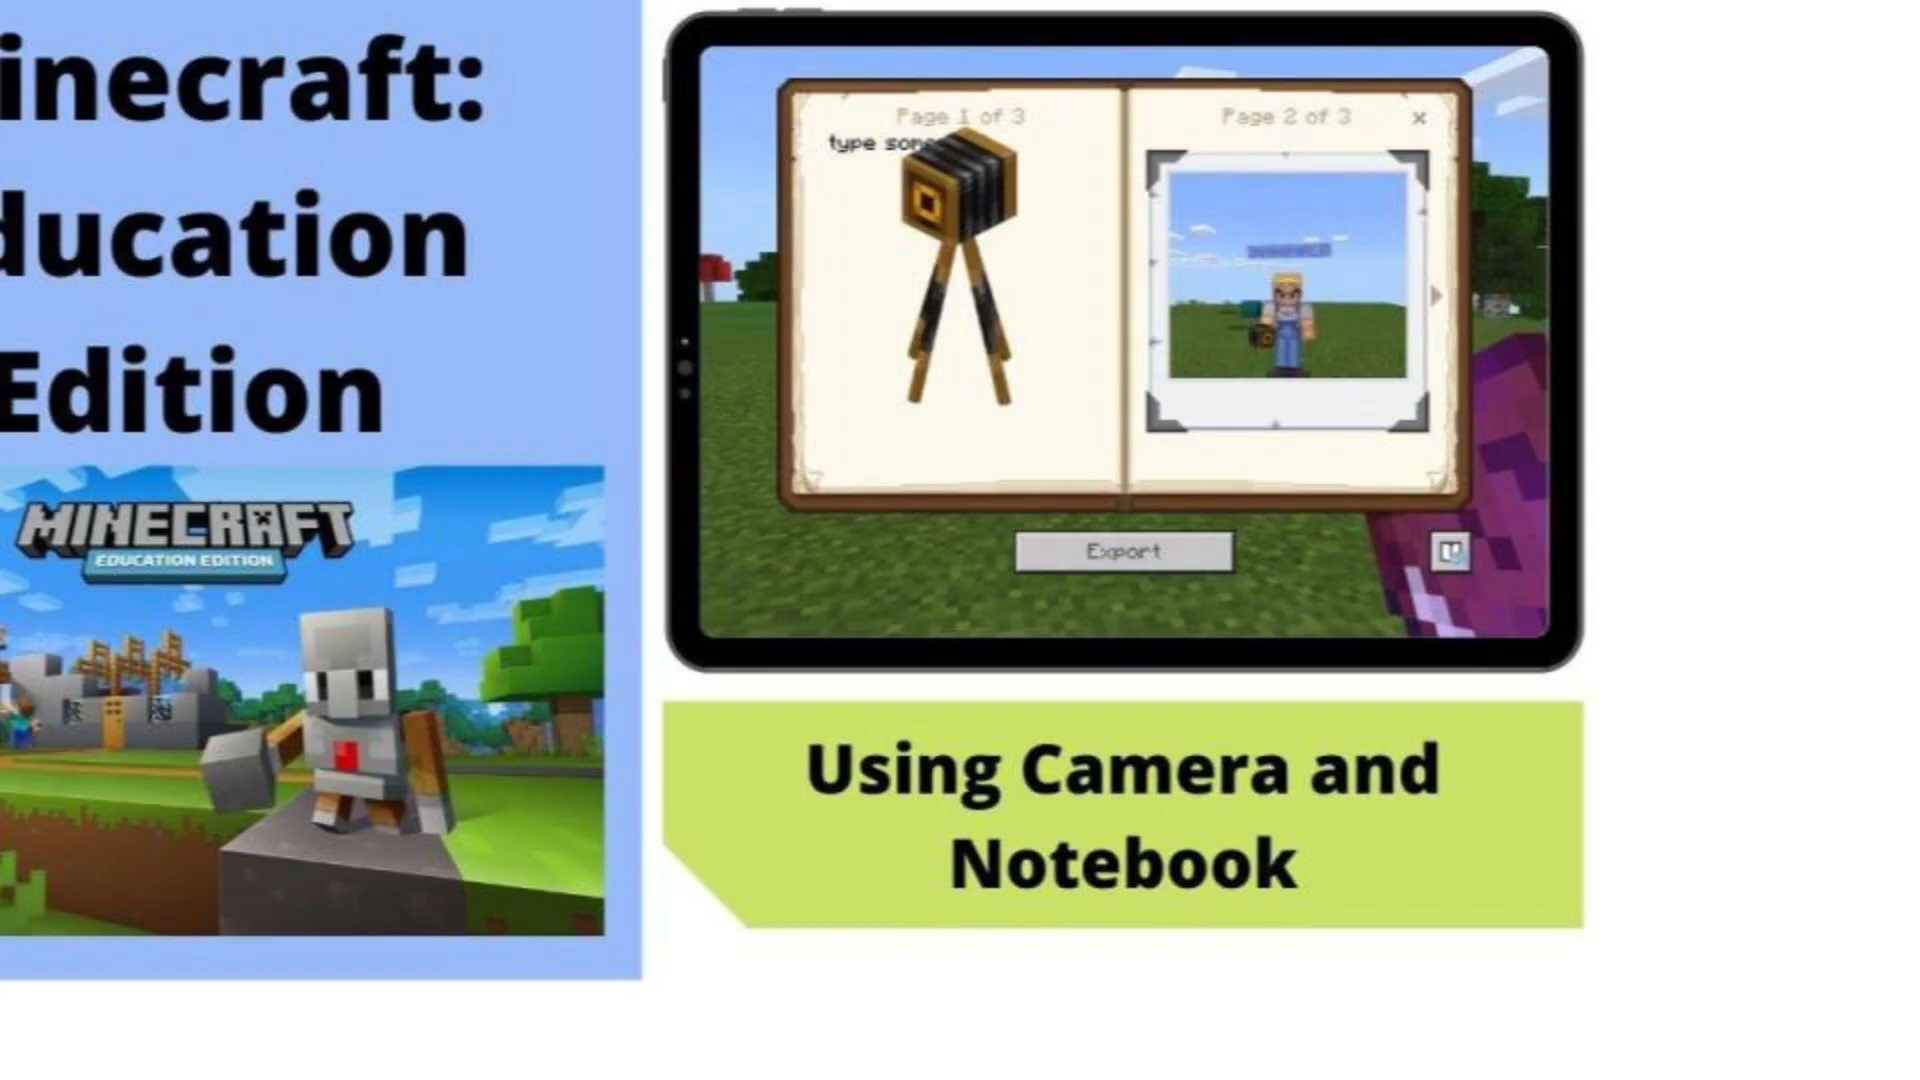 inecraft:
ducation
Edition
MINECRAFT
EDUCATION EDITION
Page 1 of 3
type some
Page 2 of 3
Export
Using Camera and
Notebook